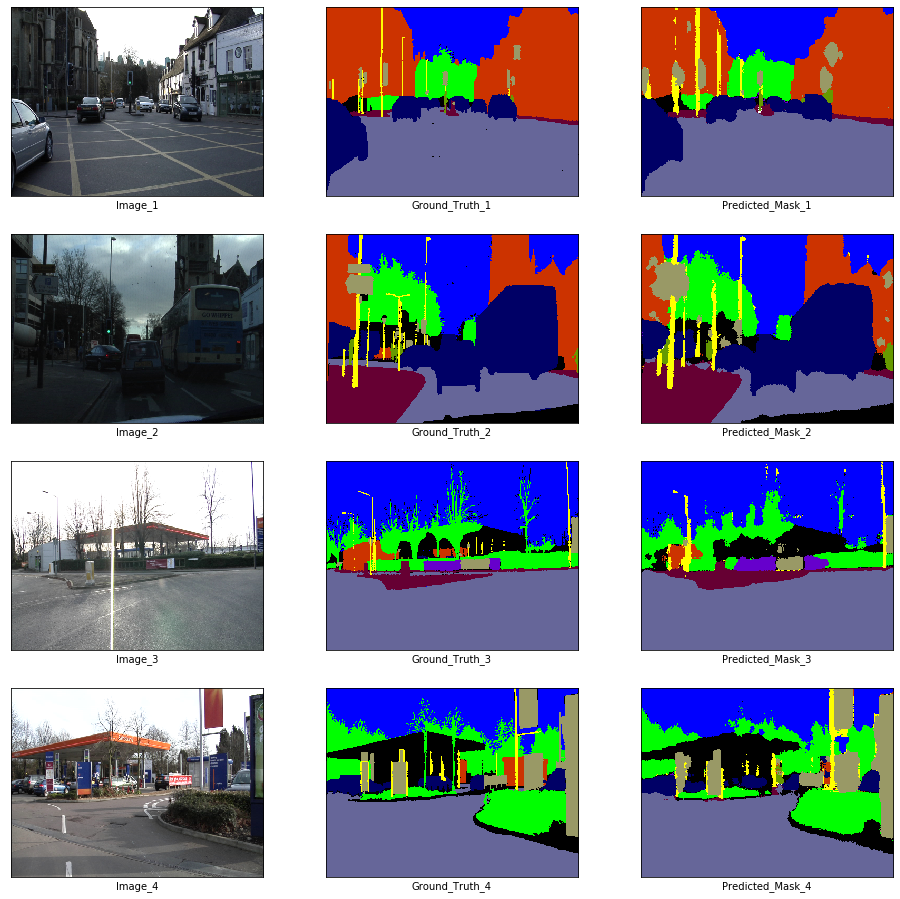 Image_1 Ground_Truth_1 Predicted_Mask_1
Image_2 Ground_Truth_2 Predicted_Mask_2
Image_3 Ground_Truth_3 Predicted_Mask_3
Image_4 Ground_Truth_4 Predicted_Mask_4